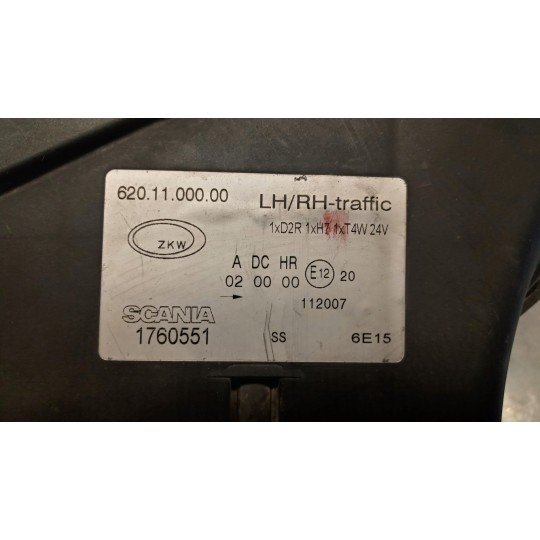 620.11.000.00 LH/RH-traffic
1xD2R 1xH7 1xT4W 24V
ZKW
A DC HR
02 00 00 E12 20
112007
SCANIA
1760551 SS 6E15